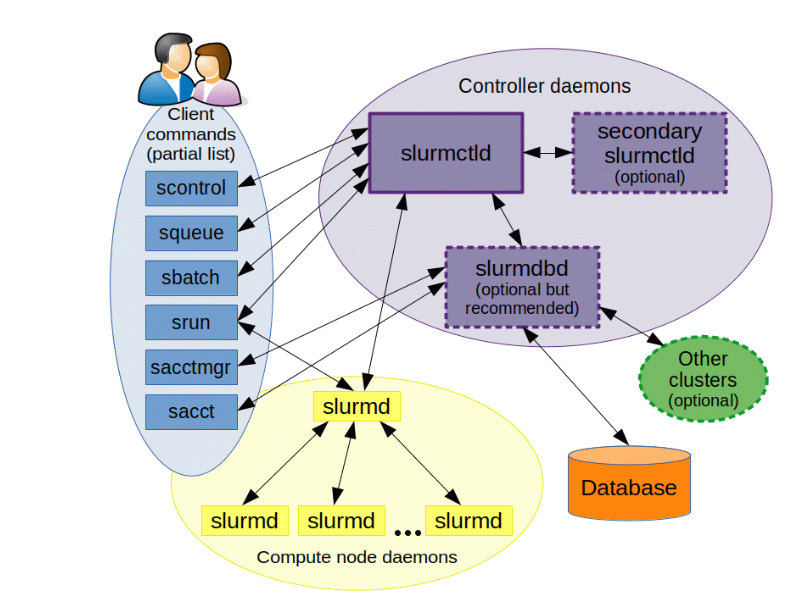 Client
commands
(partial list)
scontrol
squeue
sbatch
srun
sacctmgr
sacct
Controller daemons
slurmctld
secondary
slurmctld
(optional)
slurmdbd
(optional but
recommended)
Other
clusters
(optional)
Database
slurmd
slurmd
slurmd
...
slurmd
Compute node daemons